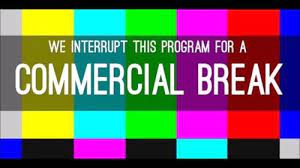 WE INTERRUPT THIS PROGRAM FOR A
COMMERCIAL BREAK